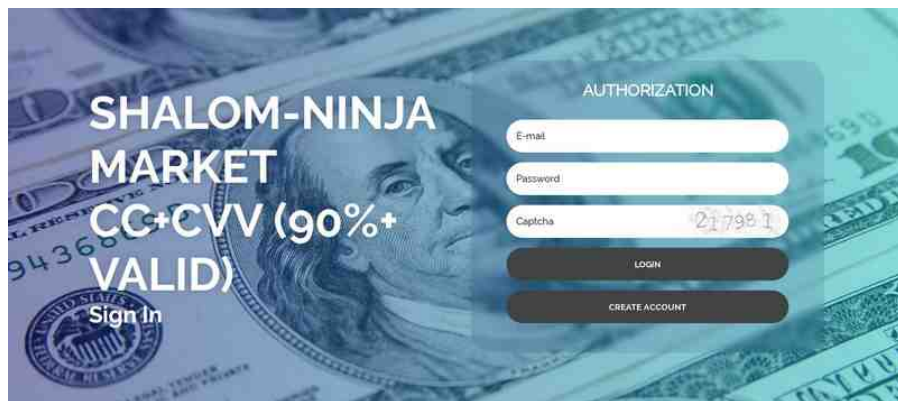 SHALOM-NINJA
MARKET
CC+CVV (90%+
VALID)
Sign In
AUTHORIZATION
E-mail
Password
Captcha
217981
LOGIN
CREATE ACCOUNT